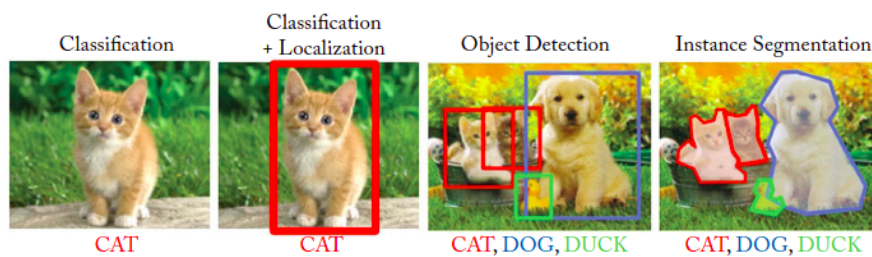 Classification
Classification
+ Localization
Object Detection
Instance Segmentation
CAT
CAT
CAT, DOG, DUCK
CAT, DOG, DUCK